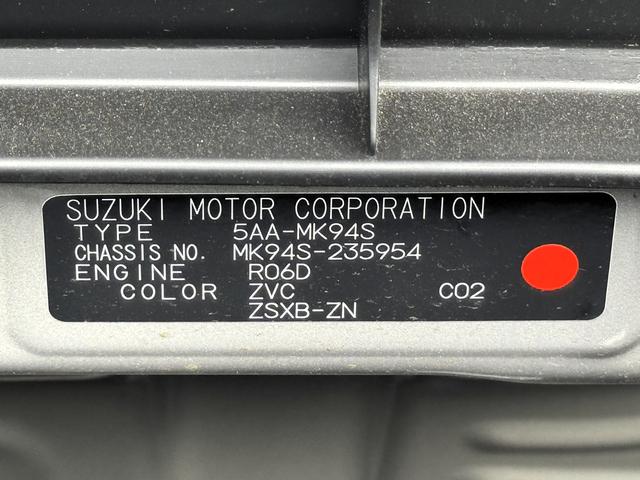 SUZUKI MOTOR CORPORATION
TYPE 5AA-MK94S
CHASSIS NO. MK94S-235954
ENGINE R06D
COLOR ZVC C02
ZSXB-ZN